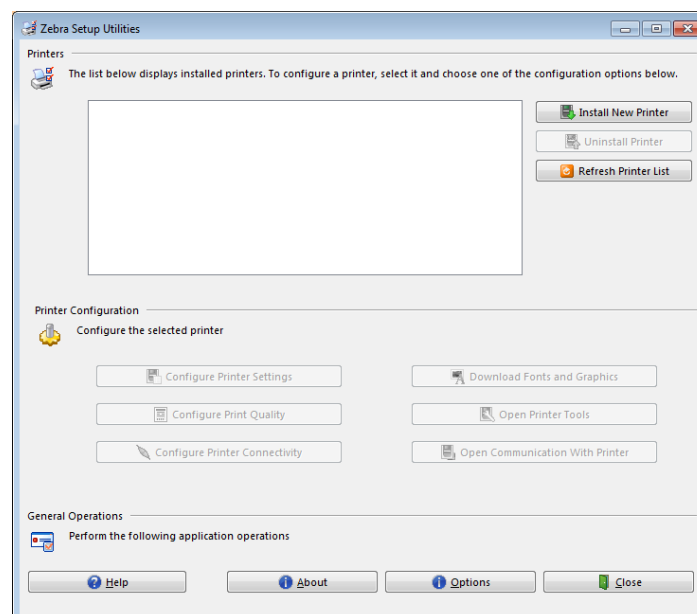 Zebra Setup Utilities
Printers
The list below displays installed printers. To configure a printer, select it and choose one of the configuration options below.
Install New Printer
Uninstall Printer
Refresh Printer List
Printer Configuration
Configure the selected printer
Configure Printer Settings
Download Fonts and Graphics
Configure Print Quality
Open Printer Tools
Configure Printer Connectivity
Open Communication With Printer
General Operations
Perform the following application operations
Help
About
Options
Close